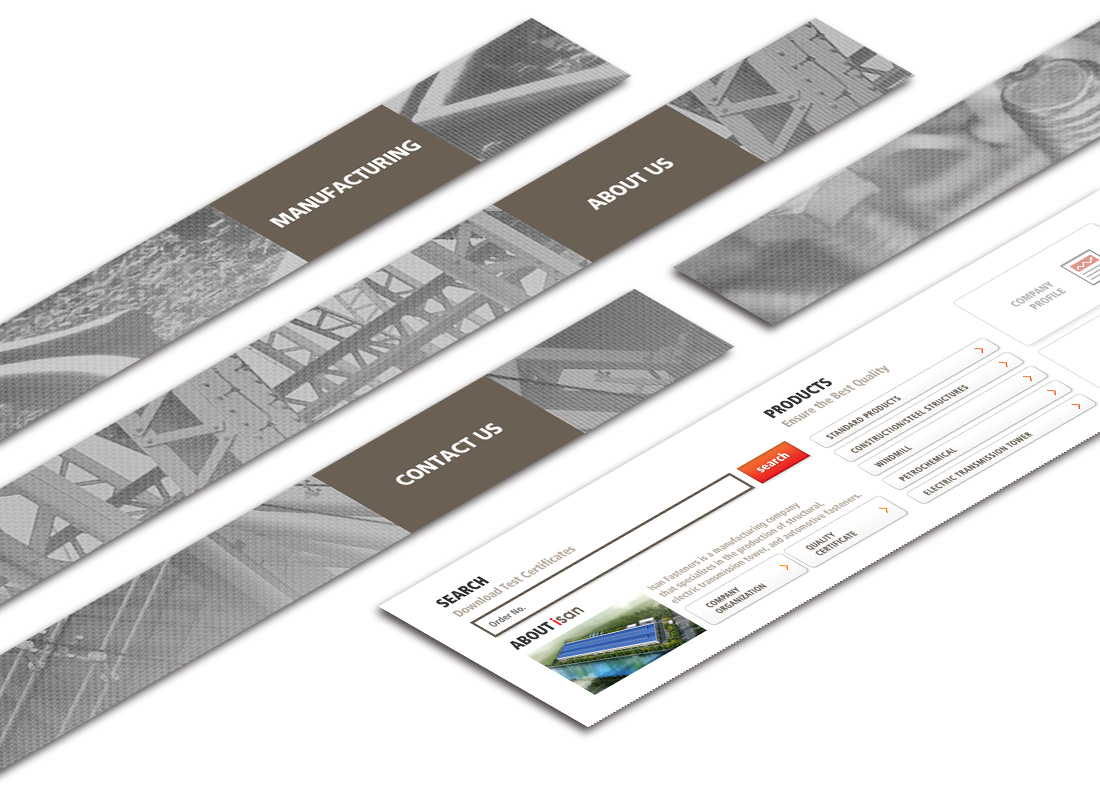 MANUFACTURING
ABOUT US
CONTACT US
COMPANY
PROFILE
PRODUCTS
Ensure the Best Quality
STANDARD PRODUCTS
CONSTRUCTION/STEEL STRUCTURES
WINDMILL
PETROCHEMICAL
ELECTRIC TRANSMISSION TOWER
SEARCH
Download Test Certificates
Order No.
search
ABOUT isan
isan Fasteners is a manufacturing company
that specializes in the production of structural,
electric transmission tower, and automotive fasteners.
COMPANY
ORGANIZATION
QUALITY
CERTIFICATE